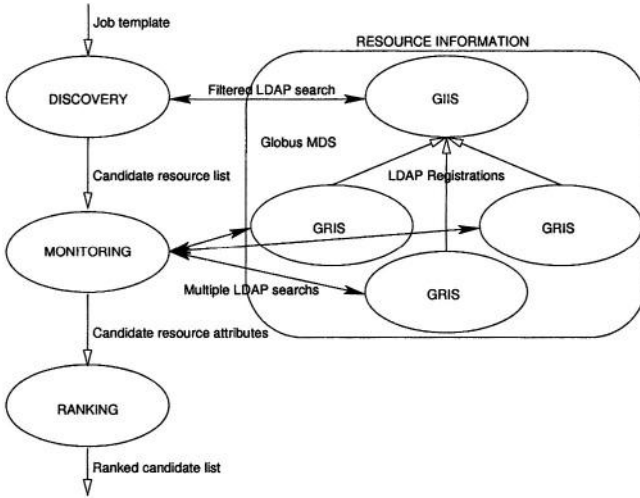 Job template
RESOURCE INFORMATION
DISCOVERY
Filtered LDAP search
GIIS
Globus MDS
Candidate resource list
LDAP Registrations
GRIS
GRIS
MONITORING
GRIS
Multiple LDAP searchs
Candidate resource attributes
RANKING
Ranked candidate list